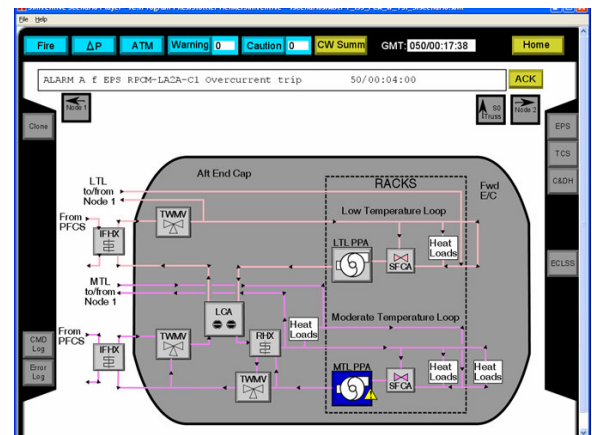 File Help
Fire
ΔP
ATM
Warning 0
Caution 0
CW Summ
GMT: 050/00:17:38
Home
ALARM A f EPS RPCM-LA2A-C1 Overcurrent trip 50/00:04:00
ACK
Node 1
S0
Truss
Node 2
Clone
EPS
TCS
C&DH
ECLSS
CMD
Log
Error
Log
Aft End Cap
RACKS
Fwd
E/C
LTL
to/from
Node 1
Low Temperature Loop
TWMV
From
PFCS
IFHX
LTL PPA
SFCA
Heat
Loads
MTL
to/from
Node 1
LCA
Moderate Temperature Loop
Heat
Loads
From
PFCS
IFHX
TWMV
RHX
TWMV
MTL PPA
SFCA
Heat
Loads
Heat
Loads